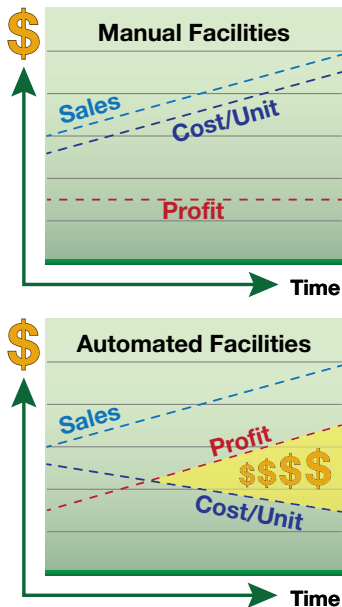 $
Manual Facilities
Sales
Cost/Unit
Profit
Time
$
Automated Facilities
Sales
Profit
$$$$
Cost/Unit
Time